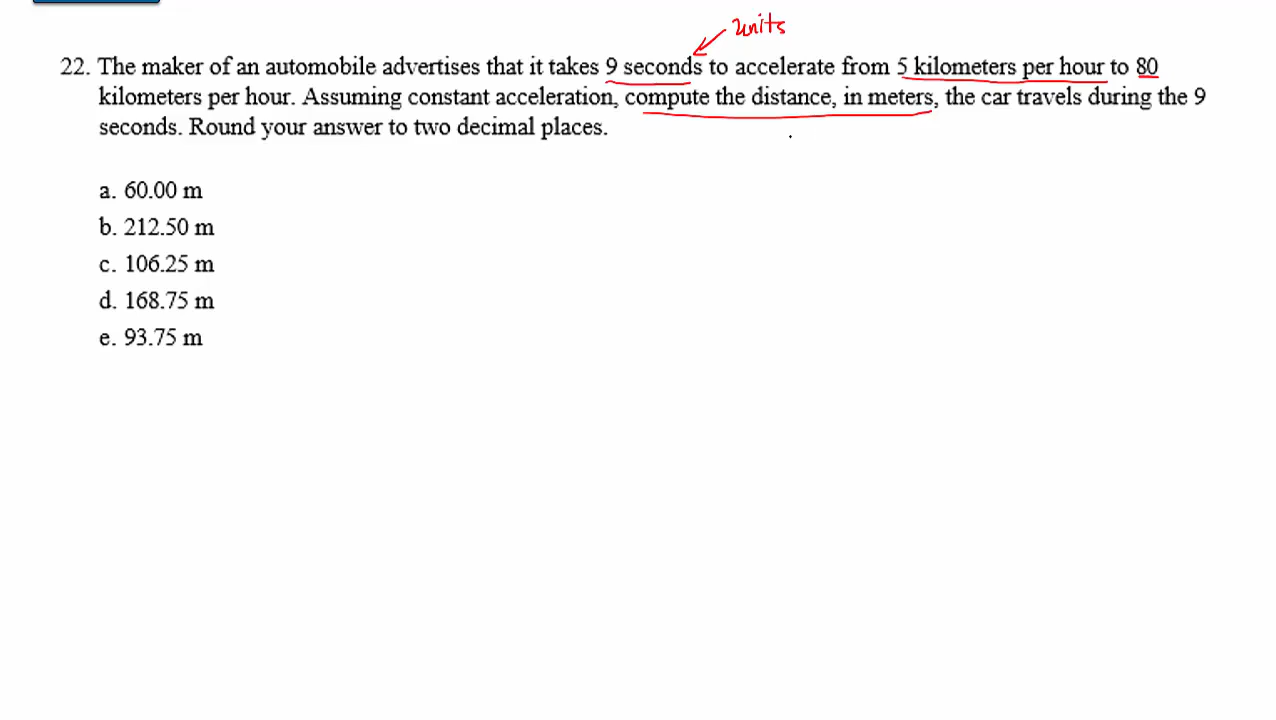 units
22. The maker of an automobile advertises that it takes 9 seconds to accelerate from 5 kilometers per hour to 80
kilometers per hour. Assuming constant acceleration, compute the distance, in meters, the car travels during the 9
seconds. Round your answer to two decimal places.
a. 60.00 m
b. 212.50 m
c. 106.25 m
d. 168.75 m
e. 93.75 m